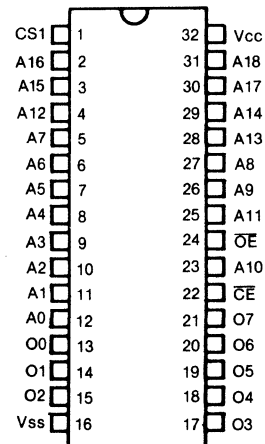 CS1 1 32 Vcc
A16 2 31 A18
A15 3 30 A17
A12 4 29 A14
A7 5 28 A13
A6 6 27 A8
A5 7 26 A9
A4 8 25 A11
A3 9 24 O̅E̅
A2 10 23 A10
A1 11 22 C̅E̅
A0 12 21 O7
O0 13 20 O6
O1 14 19 O5
O2 15 18 O4
Vss 16 17 O3